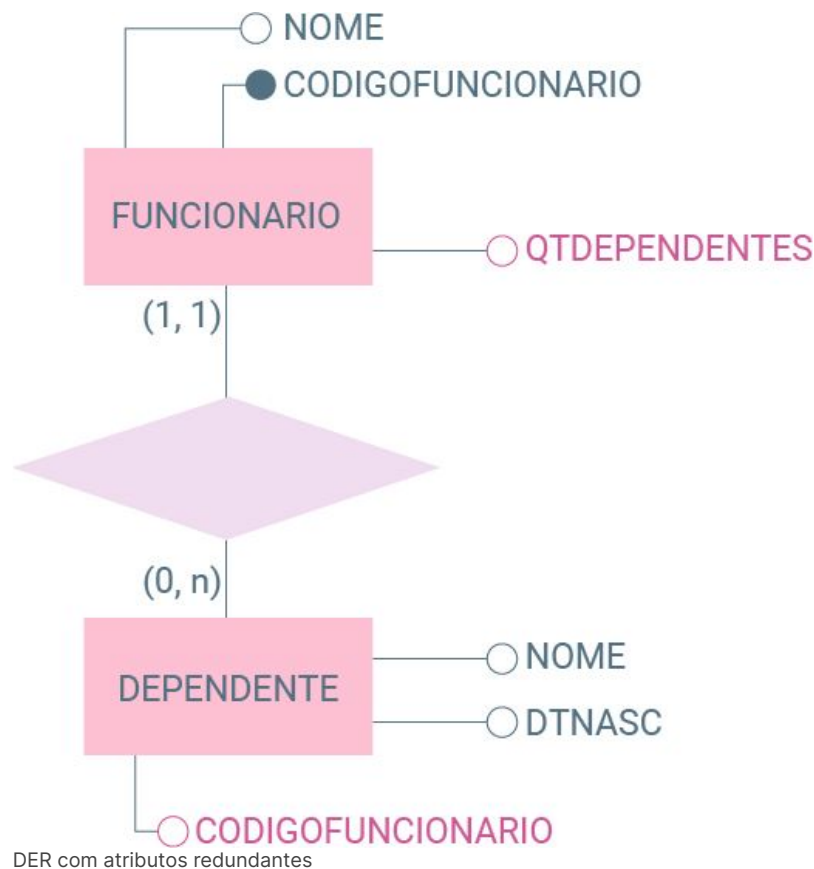 NOME
CODIGOFUNCIONARIO
FUNCIONARIO
QTDEPENDENTES
(1, 1)
(0, n)
NOME
DEPENDENTE
DTNASC
CODIGOFUNCIONARIO
DER com atributos redundantes